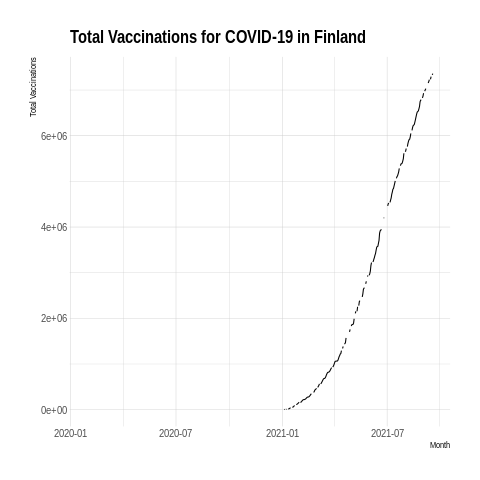 Total Vaccinations for COVID-19 in Finland
Total Vaccinations
6e+06
4e+06
2e+06
0e+00
2020-01 2020-07 2021-01 2021-07
Month